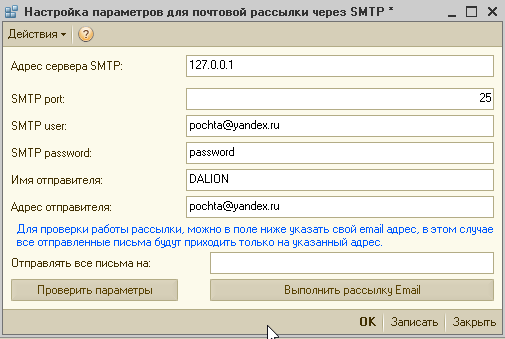 Настройка параметров для почтовой рассылки через SMTP *
Действия
Адрес сервера SMTP: 127.0.0.1
SMTP port: 25
SMTP user: pochta@yandex.ru
SMTP password: password
Имя отправителя: DALION
Адрес отправителя: pochta@yandex.ru
Для проверки работы рассылки, можно в поле ниже указать свой email адрес, в этом случае
все отправленные письма будут приходить только на указанный адрес.
Отправлять все письма на:
Проверить параметры Выполнить рассылку Email
OK Записать Закрыть